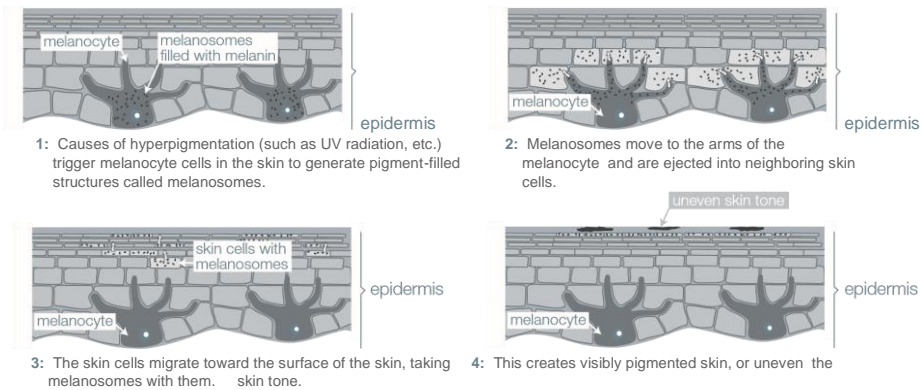 melanocyte
melanosomes
filled with melanin
epidermis
1: Causes of hyperpigmentation (such as UV radiation, etc.)
trigger melanocyte cells in the skin to generate pigment-filled
structures called melanosomes.
melanocyte
epidermis
2: Melanosomes move to the arms of the
melanocyte and are ejected into neighboring skin
cells.
skin cells with
melanosomes
melanocyte
epidermis
3: The skin cells migrate toward the surface of the skin, taking
melanosomes with them. skin tone.
uneven skin tone
melanocyte
epidermis
4: This creates visibly pigmented skin, or uneven the